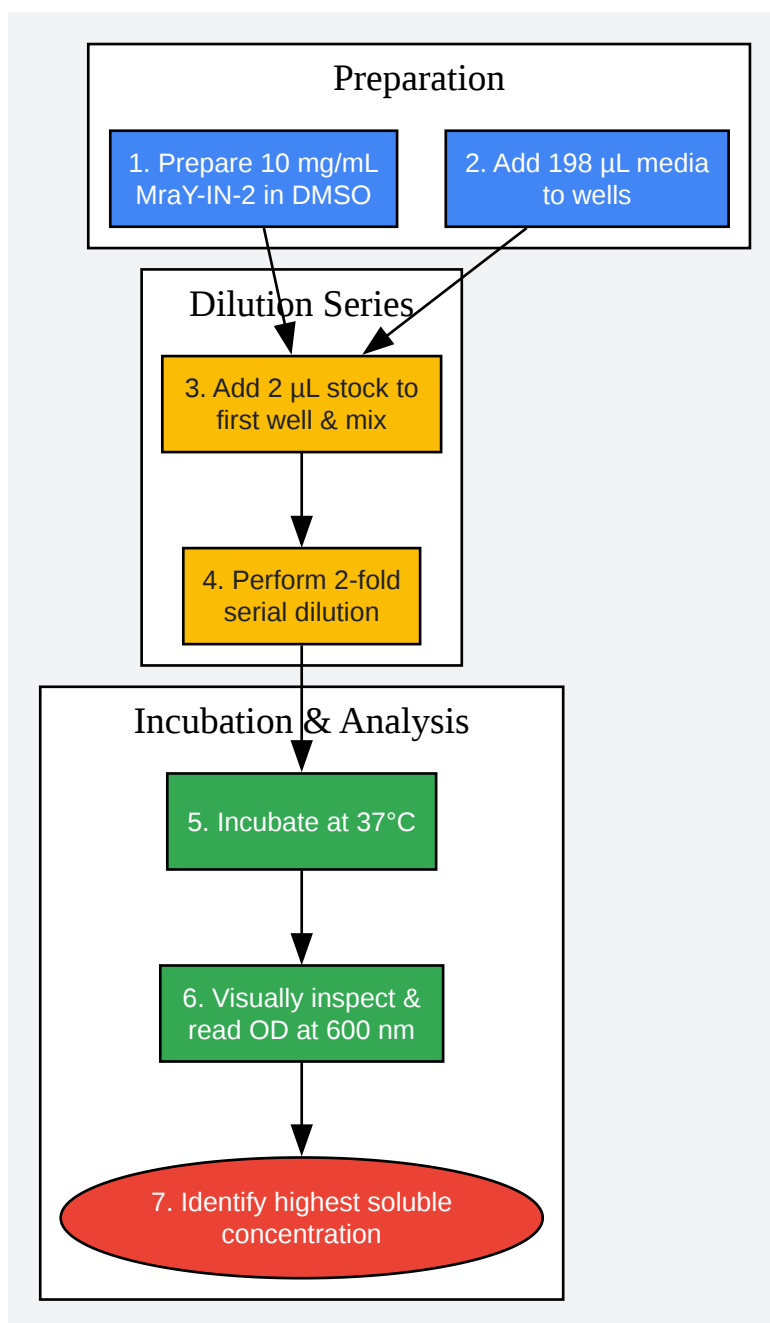 Preparation
1. Prepare 10 mg/mL
MraY-IN-2 in DMSO
2. Add 198 µL media
to wells
Dilution Series
3. Add 2 µL stock to
first well & mix
4. Perform 2-fold
serial dilution
Incubation & Analysis
5. Incubate at 37°C
6. Visually inspect &
read OD at 600 nm
7. Identify highest soluble
concentration